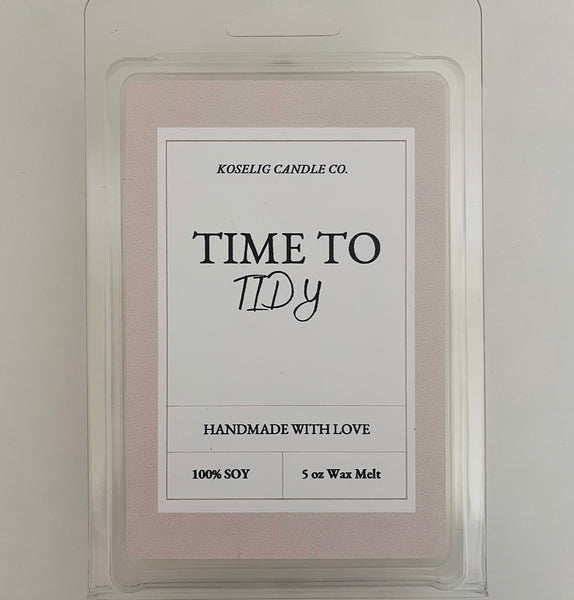 KOSELIG CANDLE CO.
TIME TO
TIDy
HANDMADE WITH LOVE
100% SOY
5 oz Wax Melt